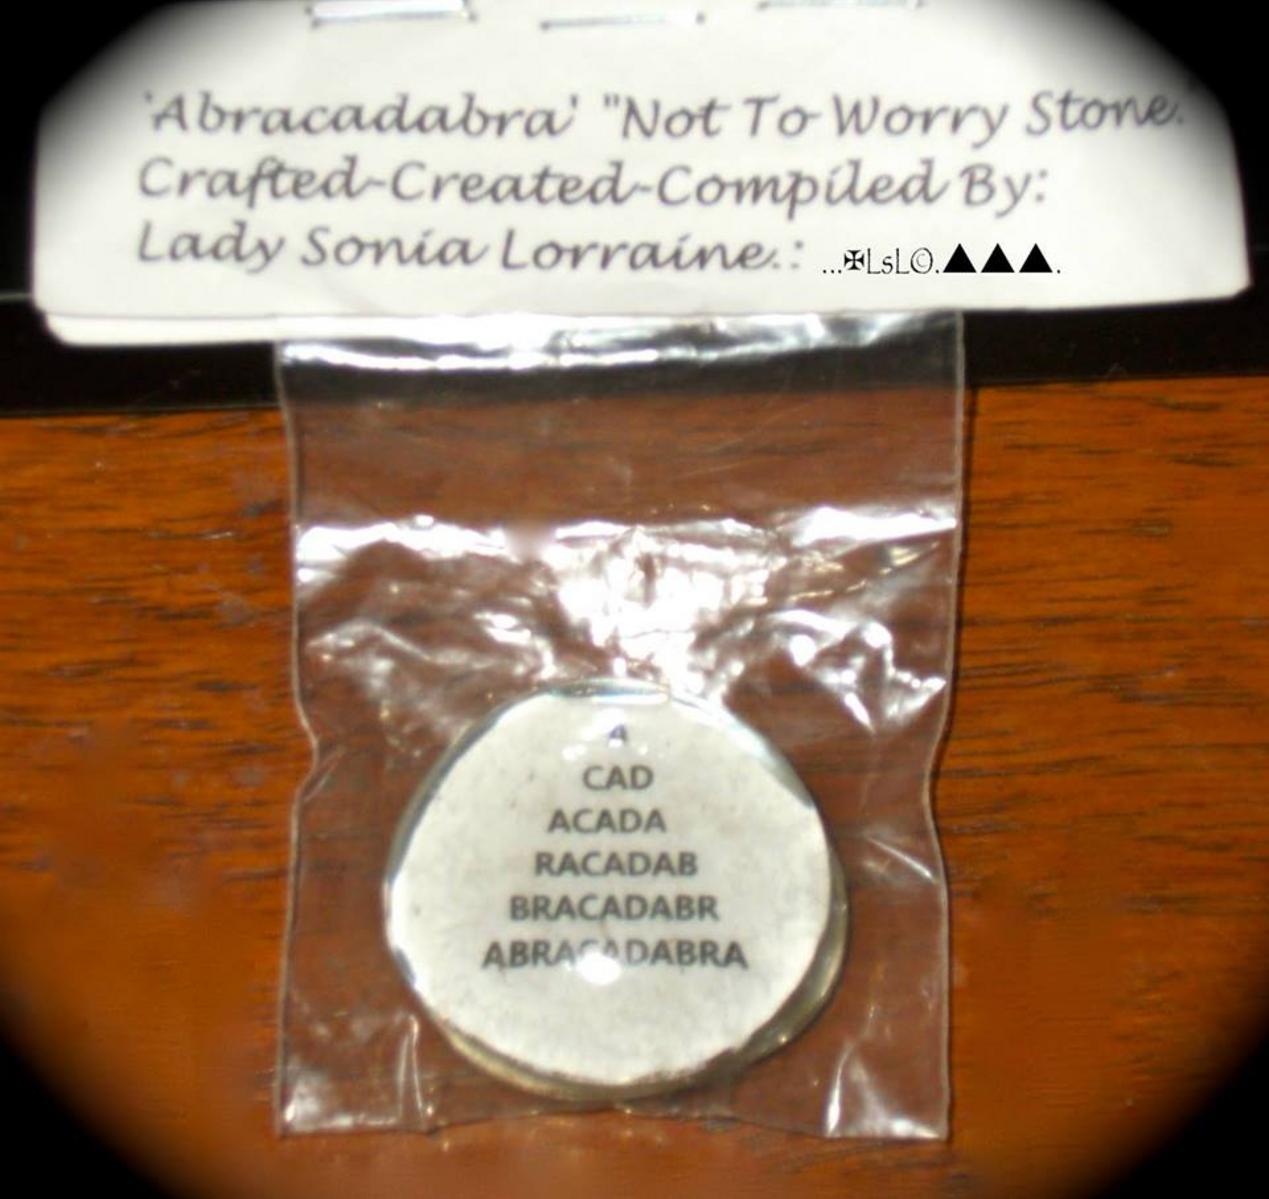 'Abracadabra' "Not To Worry Stone."
Crafted-Created-Compiled By:
Lady Sonia Lorraine.: ...✠LsL©.▲▲▲.
A
CAD
ACADA
RACADAB
BRACADABR
ABRACADABRA